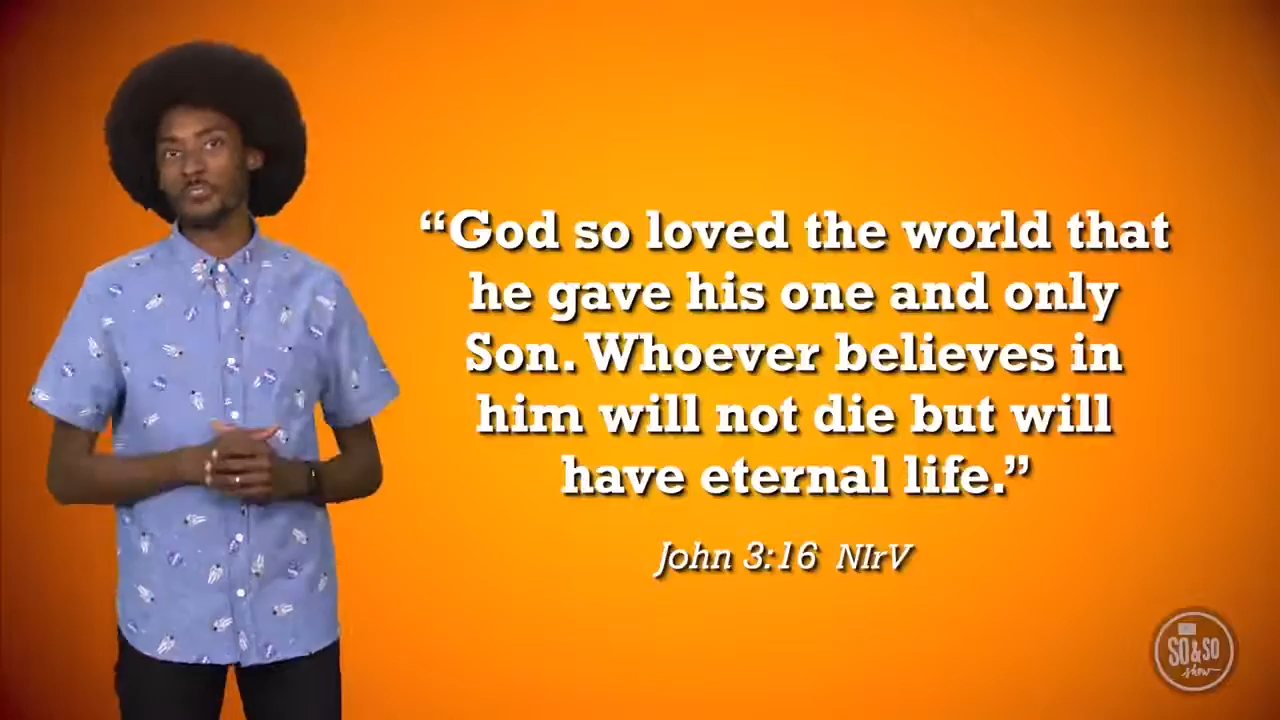 “God so loved the world that
he gave his one and only
Son. Whoever believes in
him will not die but will
have eternal life.”
John 3:16 NIrV
SO & SO
show